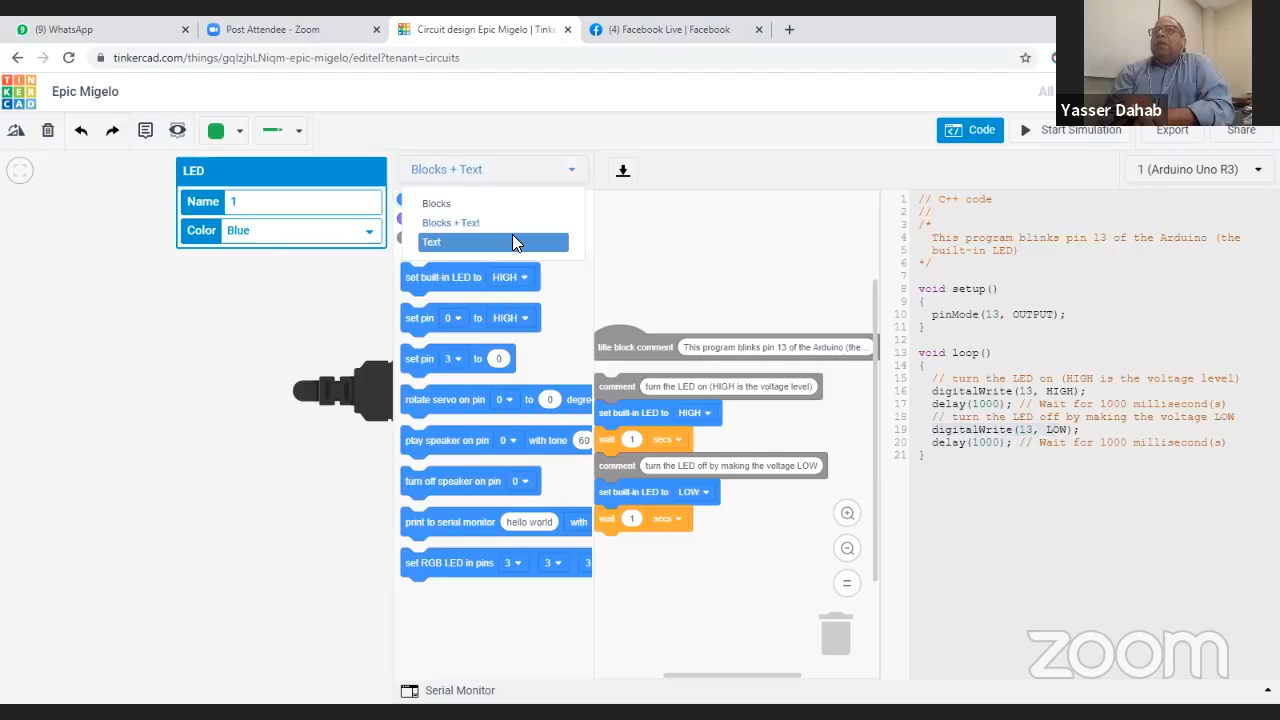 (9) WhatsApp
Post Attendee - Zoom
Circuit design Epic Migelo | Tinke
(4) Facebook Live | Facebook
tinkercad.com/things/gqlzjhLNiqm-epic-migelo/editel?tenant=circuits
TIN
KER
CAD
Epic Migelo
All
Yasser Dahab
Code
Start Simulation
Export
Share
LED
Name 1
Color Blue
Blocks + Text
1 (Arduino Uno R3)
Blocks
Blocks + Text
Text
set built-in LED to HIGH
set pin 0 to HIGH
set pin 3 to 0
rotate servo on pin 0 to 0 degre
play speaker on pin 0 with tone 60
turn off speaker on pin 0
print to serial monitor hello world with
set RGB LED in pins 3 3 3
title block comment This program blinks pin 13 of the Arduino (the...
comment turn the LED on (HIGH is the voltage level)
set built-in LED to HIGH
wait 1 secs
comment turn the LED off by making the voltage LOW
set built-in LED to LOW
wait 1 secs
1 // C++ code
2 //
3 /*
4 This program blinks pin 13 of the Arduino (the
5 built-in LED)
6 */
7
8 void setup()
9 {
10 pinMode(13, OUTPUT);
11 }
12
13 void loop()
14 {
15 // turn the LED on (HIGH is the voltage level)
16 digitalWrite(13, HIGH);
17 delay(1000); // Wait for 1000 millisecond(s)
18 // turn the LED off by making the voltage LOW
19 digitalWrite(13, LOW);
20 delay(1000); // Wait for 1000 millisecond(s)
21 }
zoom
Serial Monitor